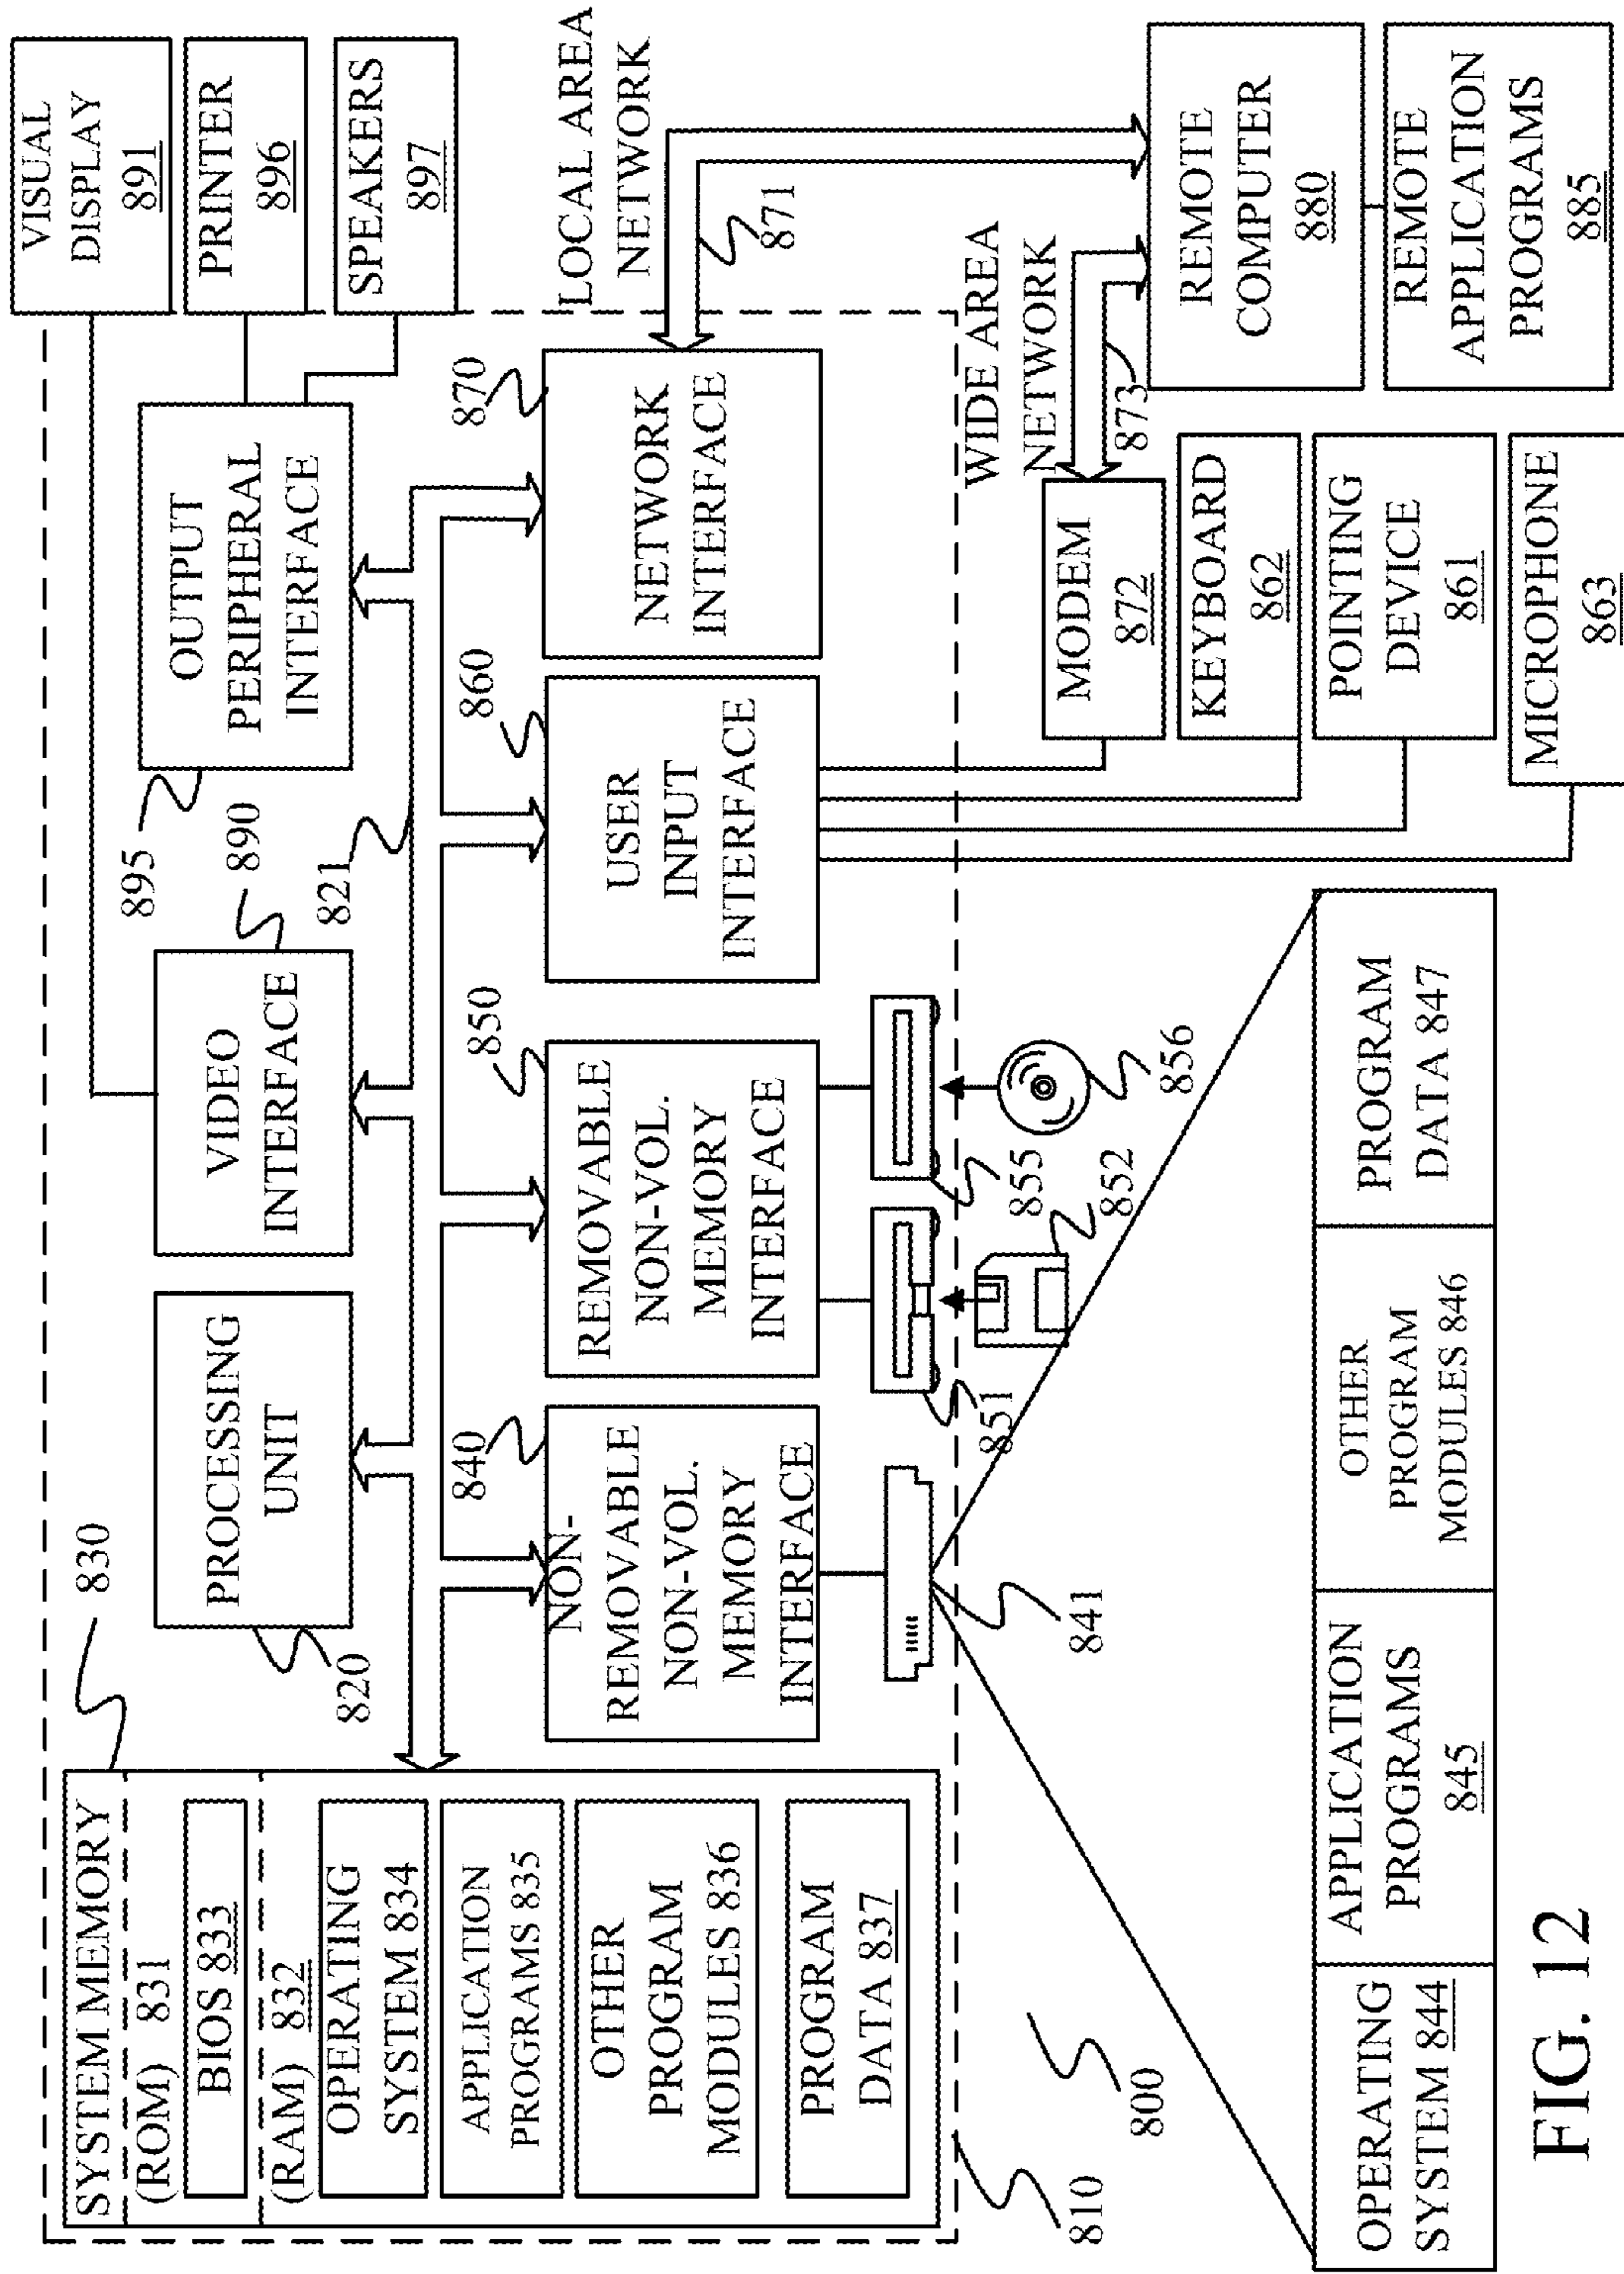 SYSTEM MEMORY
(ROM) 831
BIOS 833
(RAM) 832
OPERATING
SYSTEM 834
APPLICATION
PROGRAMS 835
OTHER
PROGRAM
MODULES 836
PROGRAM
DATA 837
830
820
PROCESSING
UNIT
VIDEO
INTERFACE
890
895
821
OUTPUT
PERIPHERAL
INTERFACE
VISUAL
DISPLAY
891
PRINTER
896
SPEAKERS
897
840
NON-
REMOVABLE
NON-VOL.
MEMORY
INTERFACE
850
REMOVABLE
NON-VOL.
MEMORY
INTERFACE
860
USER
INPUT
INTERFACE
870
NETWORK
INTERFACE
LOCAL AREA
NETWORK
871
810
800
841
851
852
855
856
WIDE AREA
NETWORK
873
MODEM
872
KEYBOARD
862
POINTING
DEVICE
861
MICROPHONE
863
REMOTE
COMPUTER
880
REMOTE
APPLICATION
PROGRAMS
885
OPERATING
SYSTEM 844
APPLICATION
PROGRAMS
845
OTHER
PROGRAM
MODULES 846
PROGRAM
DATA 847
FIG. 12